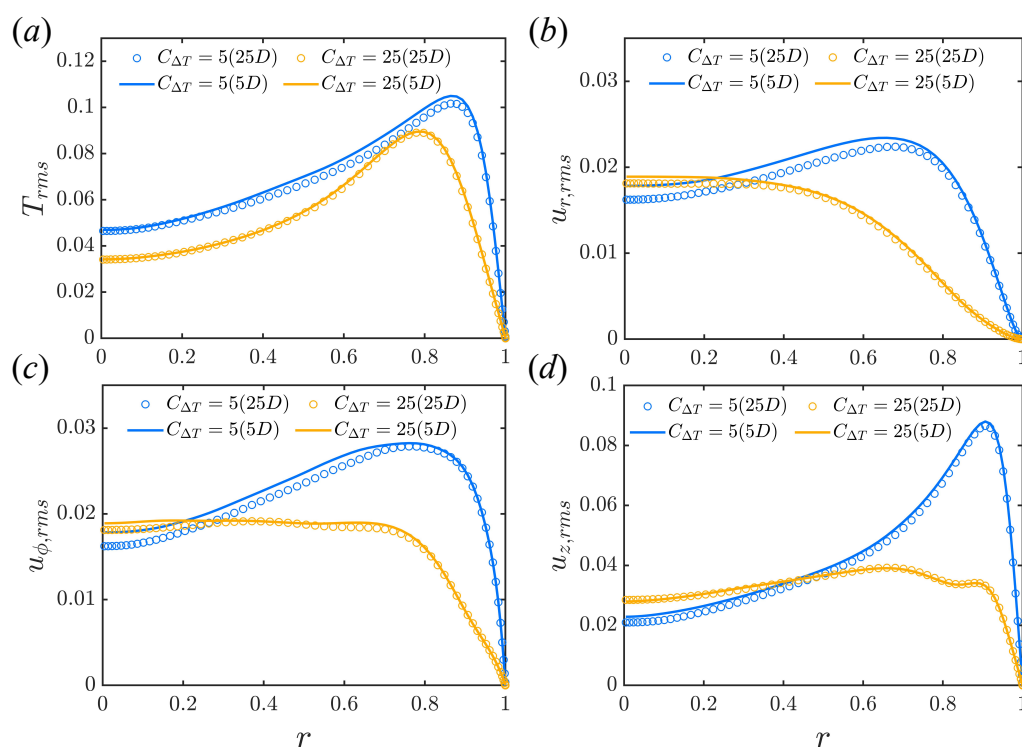 (a)
C_{ΔT} = 5(25D) C_{ΔT} = 25(25D)
C_{ΔT} = 5(5D) C_{ΔT} = 25(5D)
T_{rms}
0.12
0.1
0.08
0.06
0.04
0.02
0
0 0.2 0.4 0.6 0.8 1
(b)
C_{ΔT} = 5(25D) C_{ΔT} = 25(25D)
C_{ΔT} = 5(5D) C_{ΔT} = 25(5D)
u_{r,rms}
0.03
0.02
0.01
0
0 0.2 0.4 0.6 0.8 1
(c)
C_{ΔT} = 5(25D) C_{ΔT} = 25(25D)
C_{ΔT} = 5(5D) C_{ΔT} = 25(5D)
u_{ϕ,rms}
0.03
0.02
0.01
0
0 0.2 0.4 0.6 0.8 1
r
(d)
C_{ΔT} = 5(25D) C_{ΔT} = 25(25D)
C_{ΔT} = 5(5D) C_{ΔT} = 25(5D)
u_{z,rms}
0.1
0.08
0.06
0.04
0.02
0
0 0.2 0.4 0.6 0.8 1
r